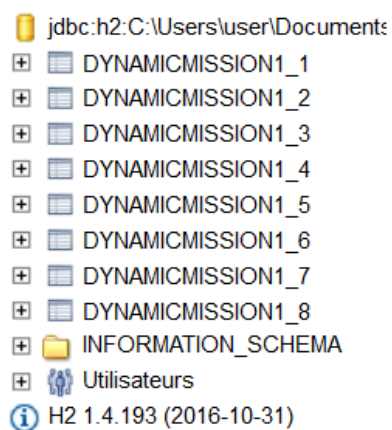 jdbc:h2:C:\Users\user\Documents
DYNAMICMISSION1_1
DYNAMICMISSION1_2
DYNAMICMISSION1_3
DYNAMICMISSION1_4
DYNAMICMISSION1_5
DYNAMICMISSION1_6
DYNAMICMISSION1_7
DYNAMICMISSION1_8
INFORMATION_SCHEMA
Utilisateurs
H2 1.4.193 (2016-10-31)